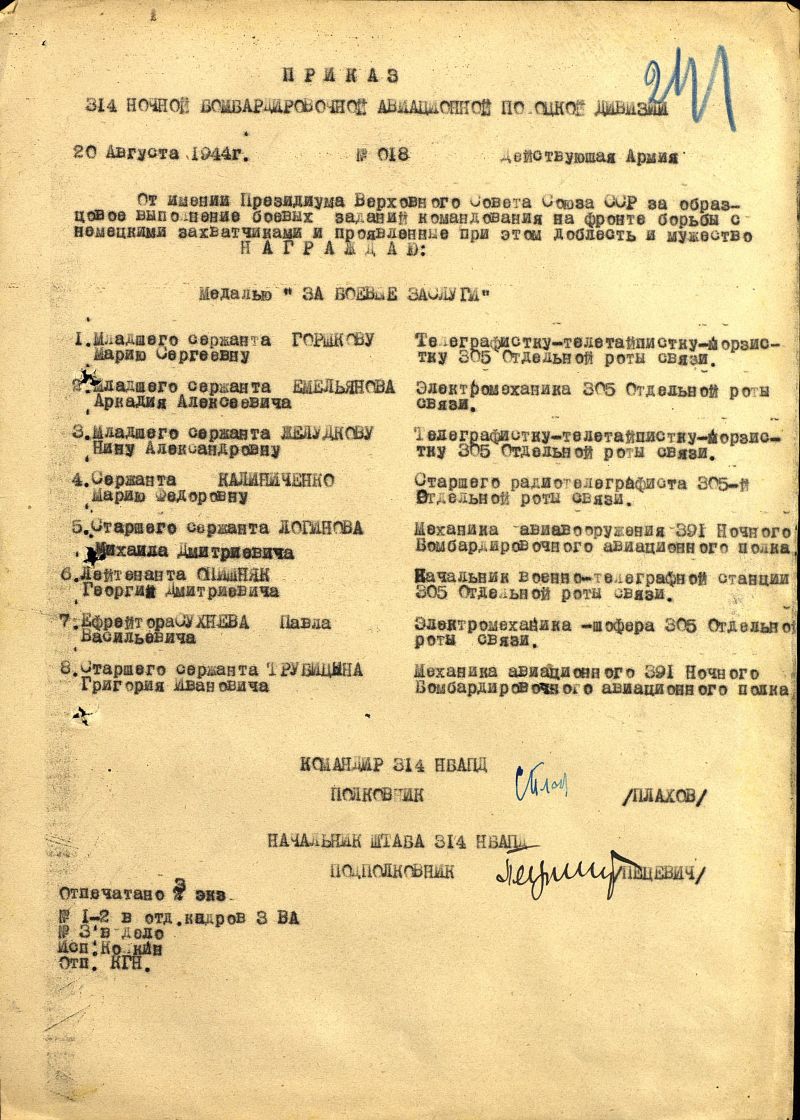 241
П Р И К А З
314 НОЧНОЙ БОМБАРДИРОВОЧНОЙ АВИАЦИОННОЙ ПОЛОЦКОЙ ДИВИЗИИ
20 Августа 1944г. № 018 Действующая Армия
От имении Президиума Верховного Совета Союза ССР за образ-
цовое выполнение боевых заданий командования на фронте борьбы с
немецкими захватчиками и проявленные при этом доблесть и мужество
Н А Г Р А Ж Д А Ю:
Медалью " ЗА БОЕВЫЕ ЗАСЛУГИ"
1. Младшего сержанта ГОРШКОВУ Телеграфистку-телетайпистку-морзис-
Марию Сергеевну тку 305 Отдельной роты связи.
2. Младшего сержанта ЕМЕЛЬЯНОВА Электромеханика 305 Отдельной роты
Аркадия Алексеевича связи.
3. Младшего сержанта ЖЕЛУДКОВУ Телеграфистку-телетайпистку-морзис-
Нину Александровну тку 305 Отдельной роты связи.
4. Сержанта КАЛИНИЧЕНКО Старшего радиотелеграфиста 305-й
Марию Федоровну Отдельной роты связи.
5. Старшего сержанта ЛОГИНОВА Механика авиавооружения 391 Ночного
Михаила Дмитриевича Бомбардировочного авиационного полка
6. Лейтенанта Начальник военно-телеграфной станции
Георгий Дмитриевича 305 Отдельной роты связи.
7. Ефрейтора СУХНЕВА Павла Электромеханика -шофера 305 Отдельной
Васильевича роты связи.
8. Старшего сержанта ТРУБИЦЫНА Механика авиационного 391 Ночного
Григория Ивановича Бомбардировочного авиационного полка
КОМАНДИР 314 НБАПД
ПОЛКОВНИК /ПЛАХОВ/
НАЧАЛЬНИК ШТАБА 314 НБАПД
ПОДПОЛКОВНИК /ПЕЦЕВИЧ/
Отпечатано 3 экз
№ 1-2 в отд.кадров 3 ВА
№ 3 в дело
Исп.
Отп. КГН.